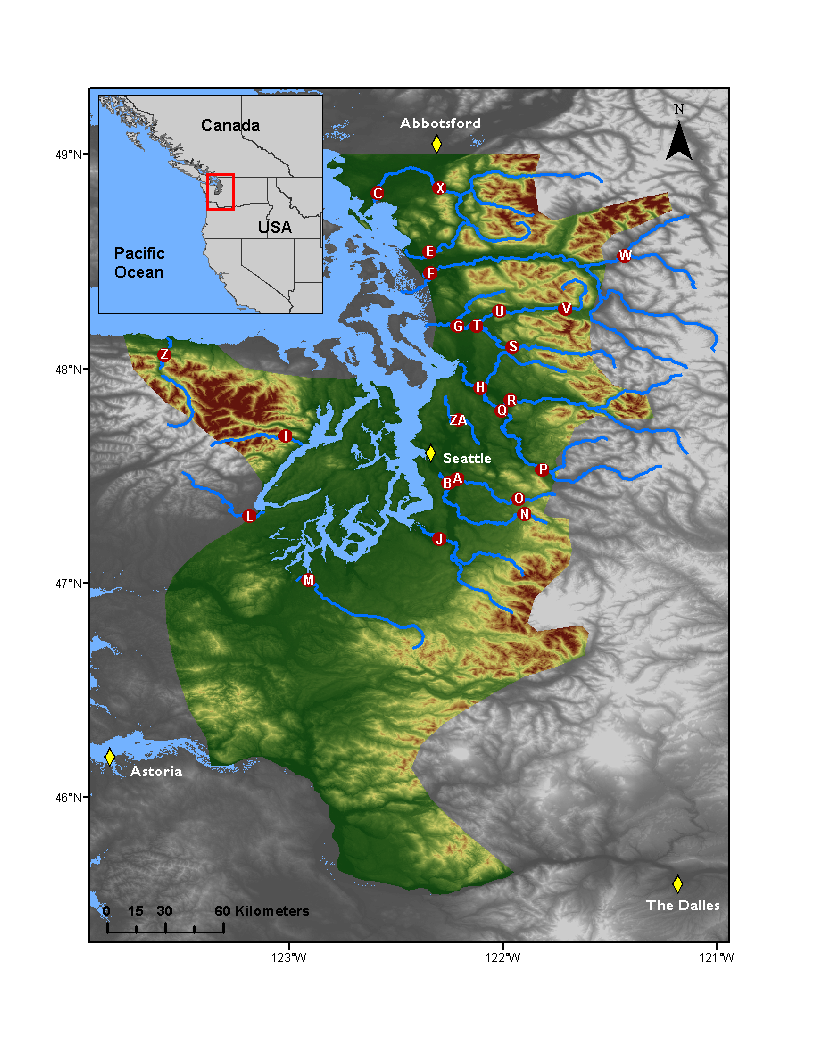 Canada
USA
Pacific
Ocean
Abbotsford
N
49°N
C
X
E
F
W
G
T
U
V
S
48°N
Z
H
R
Q
ZA
I
Seattle
P
B
A
O
L
N
J
47°N
M
Astoria
46°N
The Dalles
0 15 30 60 Kilometers
123°W
122°W
121°W